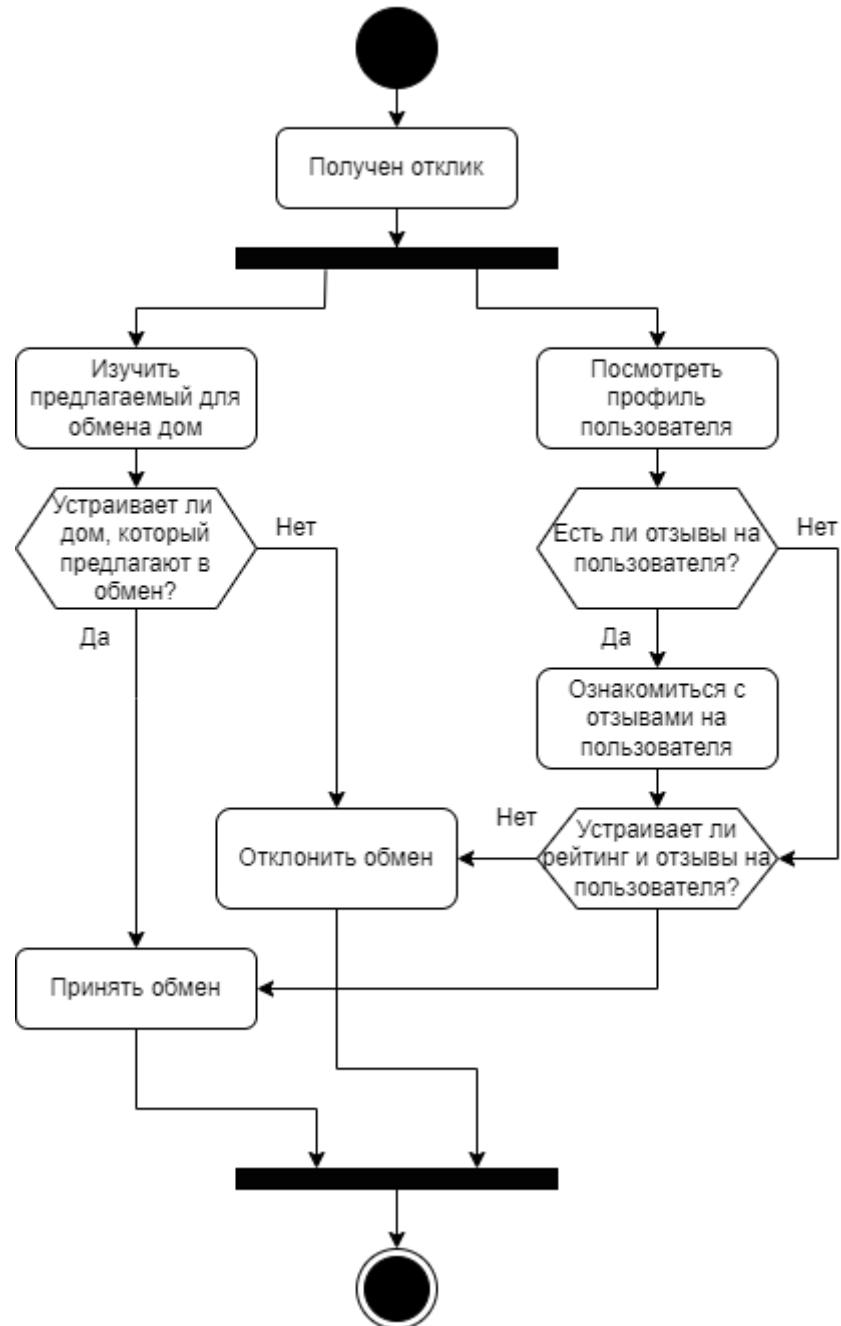 Получен отклик
Изучить
предлагаемый для
обмена дом
Посмотреть
профиль
пользователя
Устраивает ли
дом, который
предлагают в
обмен?
Нет
Есть ли отзывы на
пользователя?
Нет
Да
Да
Ознакомиться с
отзывами на
пользователя
Отклонить обмен
Нет
Устраивает ли
рейтинг и отзывы на
пользователя?
Принять обмен